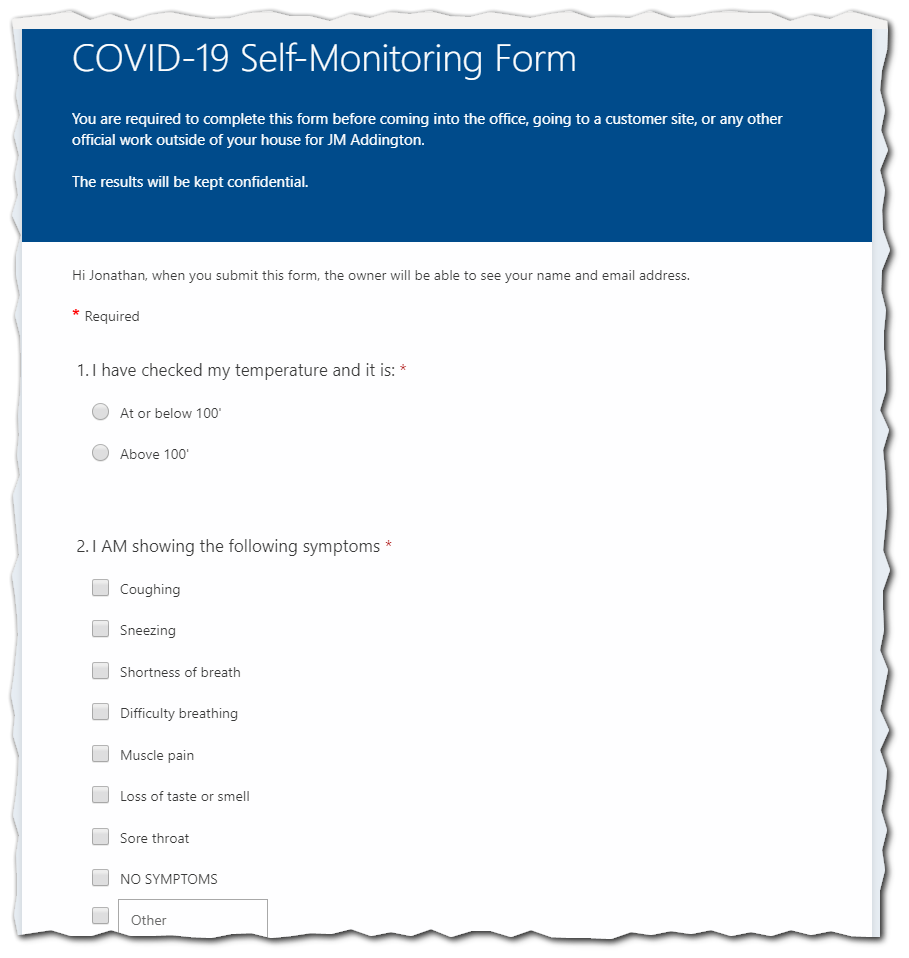 COVID-19 Self-Monitoring Form
You are required to complete this form before coming into the office, going to a customer site, or any other
official work outside of your house for JM Addington.
The results will be kept confidential.
Hi Jonathan, when you submit this form, the owner will be able to see your name and email address.
* Required
1. I have checked my temperature and it is: *
At or below 100'
Above 100'
2. I AM showing the following symptoms *
Coughing
Sneezing
Shortness of breath
Difficulty breathing
Muscle pain
Loss of taste or smell
Sore throat
NO SYMPTOMS
Other